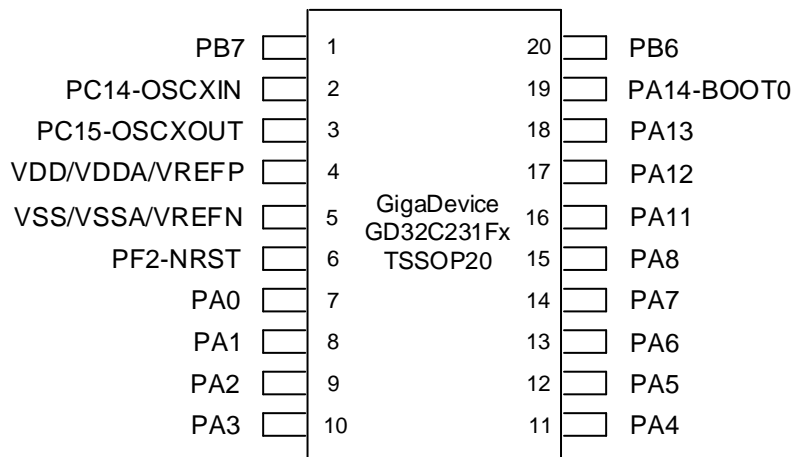 PB7 1 20 PB6
PC14-OSCXIN 2 19 PA14-BOOT0
PC15-OSCXOUT 3 18 PA13
VDD/VDDA/VREFP 4 17 PA12
VSS/VSSA/VREFN 5 GigaDevice 16 PA11
GD32C231Fx
PF2-NRST 6 TSSOP20 15 PA8
PA0 7 14 PA7
PA1 8 13 PA6
PA2 9 12 PA5
PA3 10 11 PA4